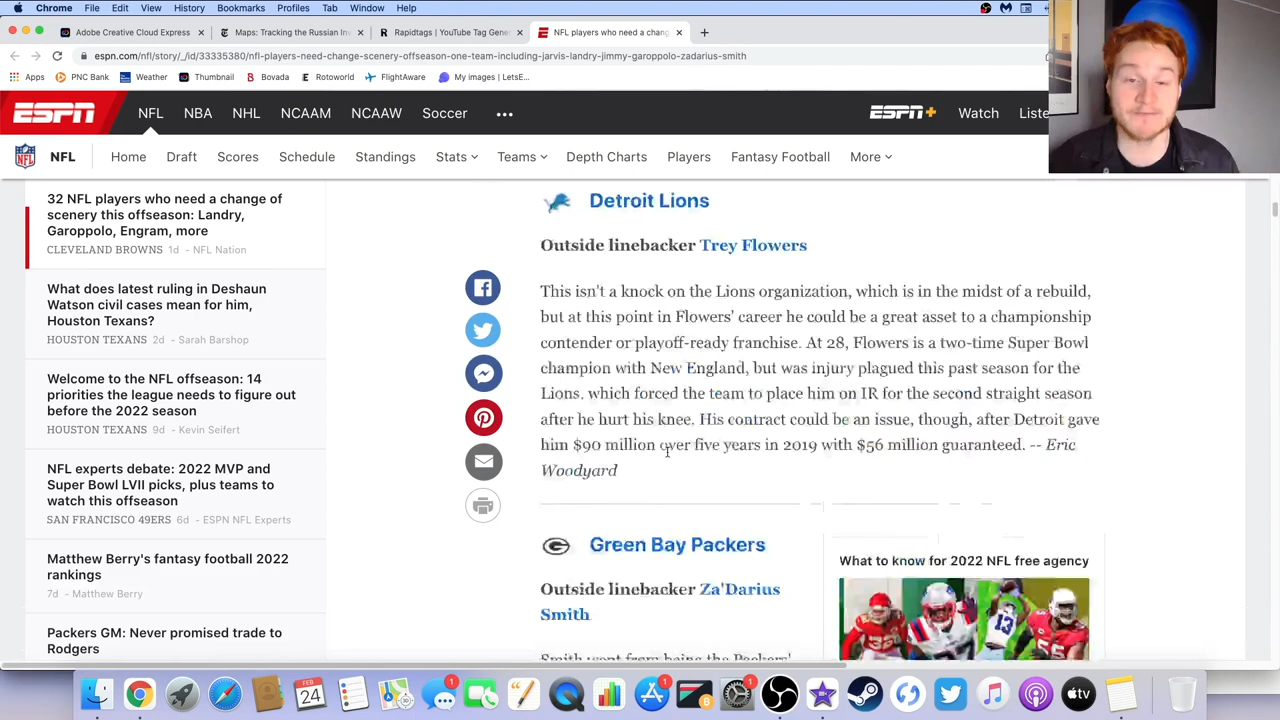 Chrome File Edit View History Bookmarks Profiles Tab Window Help
Adobe Creative Cloud Express
Maps: Tracking the Russian In
Rapidtags | YouTube Tag Gene
NFL players who need a chang
espn.com/nfl/story/_/id/33335380/nfl-players-need-change-scenery-offseason-one-team-including-jarvis-landry-jimmy-garoppolo-zadarius-smith
Apps PNC Bank Weather Thumbnail Bovada Rotoworld FlightAware My images | LetsE...
ESPN NFL NBA NHL NCAAM NCAAW Soccer ... ESPN+ Watch Liste
NFL Home Draft Scores Schedule Standings Stats Teams Depth Charts Players Fantasy Football More
32 NFL players who need a change of
scenery this offseason: Landry,
Garoppolo, Engram, more
CLEVELAND BROWNS 1d - NFL Nation
What does latest ruling in Deshaun
Watson civil cases mean for him,
Houston Texans?
HOUSTON TEXANS 2d - Sarah Barshop
Welcome to the NFL offseason: 14
priorities the league needs to figure out
before the 2022 season
HOUSTON TEXANS 9d - Kevin Seifert
NFL experts debate: 2022 MVP and
Super Bowl LVII picks, plus teams to
watch this offseason
SAN FRANCISCO 49ERS 6d - ESPN NFL Experts
Matthew Berry's fantasy football 2022
rankings
7d - Matthew Berry
Packers GM: Never promised trade to
Rodgers
Detroit Lions
Outside linebacker Trey Flowers
This isn't a knock on the Lions organization, which is in the midst of a rebuild,
but at this point in Flowers' career he could be a great asset to a championship
contender or playoff-ready franchise. At 28, Flowers is a two-time Super Bowl
champion with New England, but was injury plagued this past season for the
Lions, which forced the team to place him on IR for the second straight season
after he hurt his knee. His contract could be an issue, though, after Detroit gave
him $90 million over five years in 2019 with $56 million guaranteed. -- Eric
Woodyard
Green Bay Packers
Outside linebacker Za'Darius
Smith
Smith went from being the Packers'
What to know for 2022 NFL free agency
FEB
24
1
1
tv